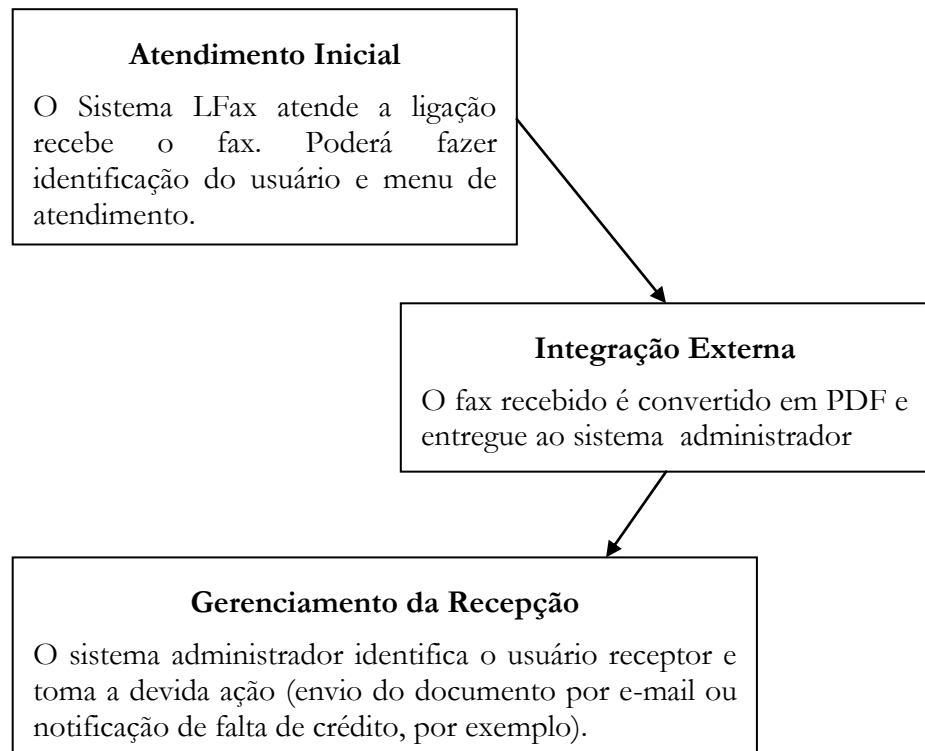 Atendimento Inicial
O Sistema LFax atende a ligação
recebe o fax. Poderá fazer
identificação do usuário e menu de
atendimento.
Integração Externa
O fax recebido é convertido em PDF e
entregue ao sistema administrador
Gerenciamento da Recepção
O sistema administrador identifica o usuário receptor e
toma a devida ação (envio do documento por e-mail ou
notificação de falta de crédito, por exemplo).